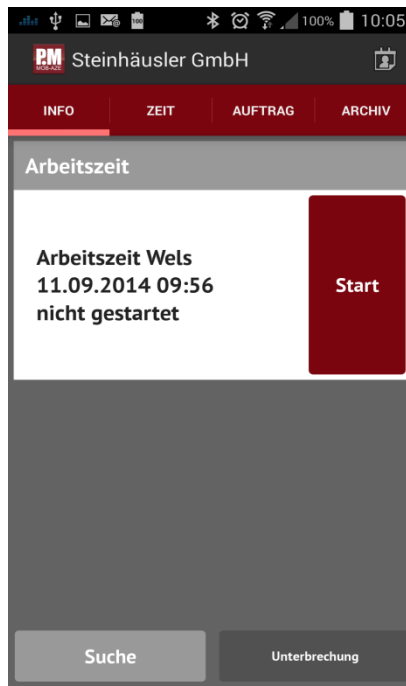 100
100%
10:05
P.M
MOB-AZE
Steinhäusler GmbH
INFO
ZEIT
AUFTRAG
ARCHIV
Arbeitszeit
Arbeitszeit Wels
11.09.2014 09:56
nicht gestartet
Start
Suche
Unterbrechung